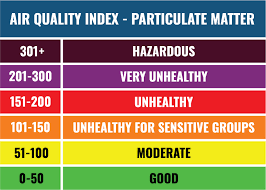 AIR QUALITY INDEX - PARTICULATE MATTER
301+ HAZARDOUS
201-300 VERY UNHEALTHY
151-200 UNHEALTHY
101-150 UNHEALTHY FOR SENSITIVE GROUPS
51-100 MODERATE
0-50 GOOD